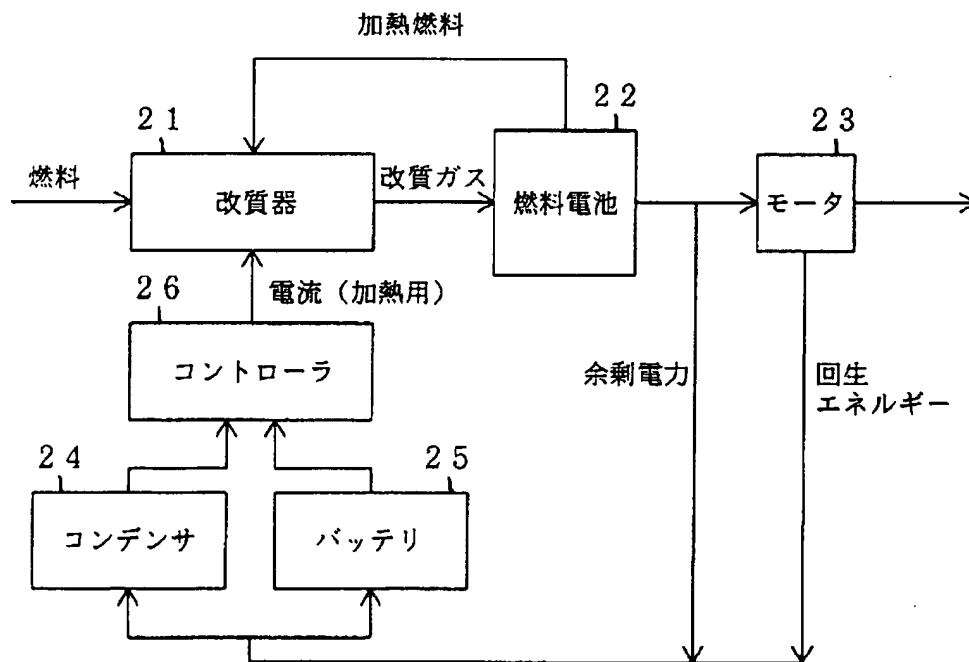 加熱燃料
21
22
23
燃料
改質器
改質ガス
燃料電池
モータ
26
電流（加熱用）
コントローラ
余剰電力
回生
エネルギー
24
25
コンデンサ
バッテリ